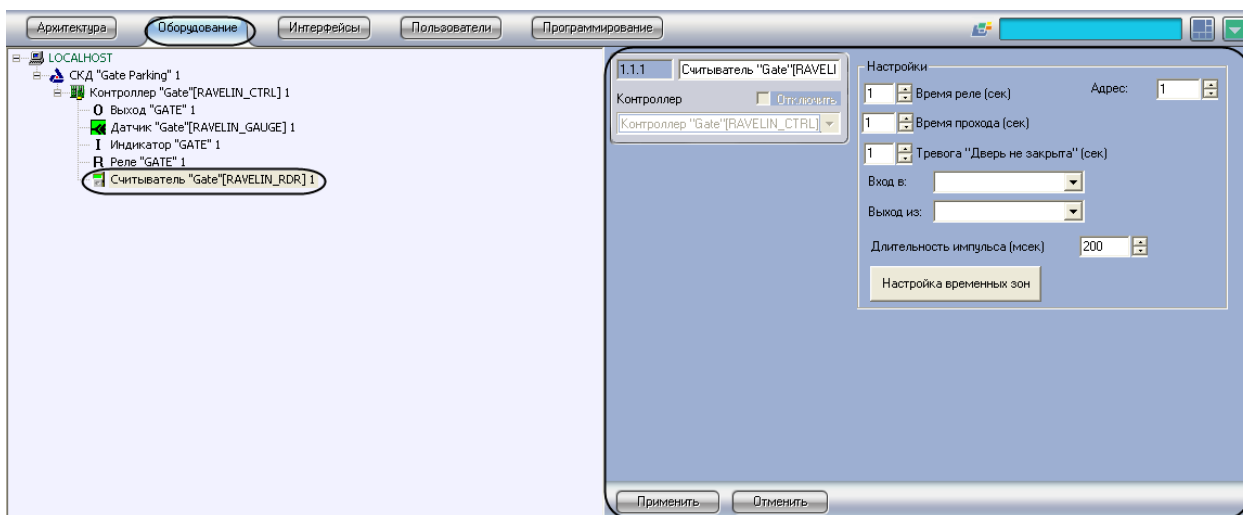 Архитектура Оборудование Интерфейсы Пользователи Программирование
LOCALHOST
СКД "Gate Parking" 1
Контроллер "Gate"[RAVELIN_CTRL] 1
O Выход "GATE" 1
Датчик "Gate"[RAVELIN_GAUGE] 1
I Индикатор "GATE" 1
R Реле "GATE" 1
Считыватель "Gate"[RAVELIN_RDR] 1
1.1.1 Считыватель "Gate"[RAVELI
Контроллер Отключить
Контроллер "Gate"[RAVELIN_CTRL]
Настройки
1 Время реле (сек) Адрес: 1
1 Время прохода (сек)
1 Тревога "Дверь не закрыта" (сек)
Вход в:
Выход из:
Длительность импульса (мсек) 200
Настройка временных зон
Применить Отменить